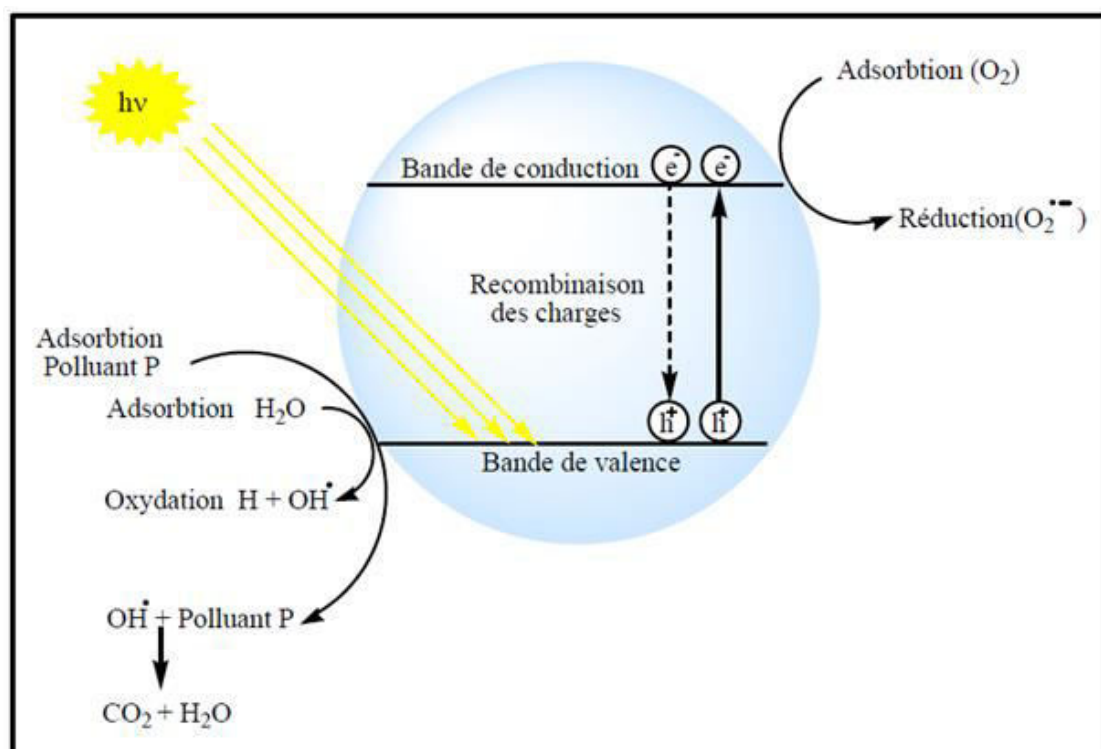 hν
Adsorbtion (O₂)
Bande de conduction
e⁻
e⁻
Réduction(O₂•⁻)
Recombinaison
des charges
Adsorbtion
Polluant P
Adsorbtion H₂O
h⁺
h⁺
Bande de valence
Oxydation H + OH•
OH• + Polluant P
CO₂ + H₂O